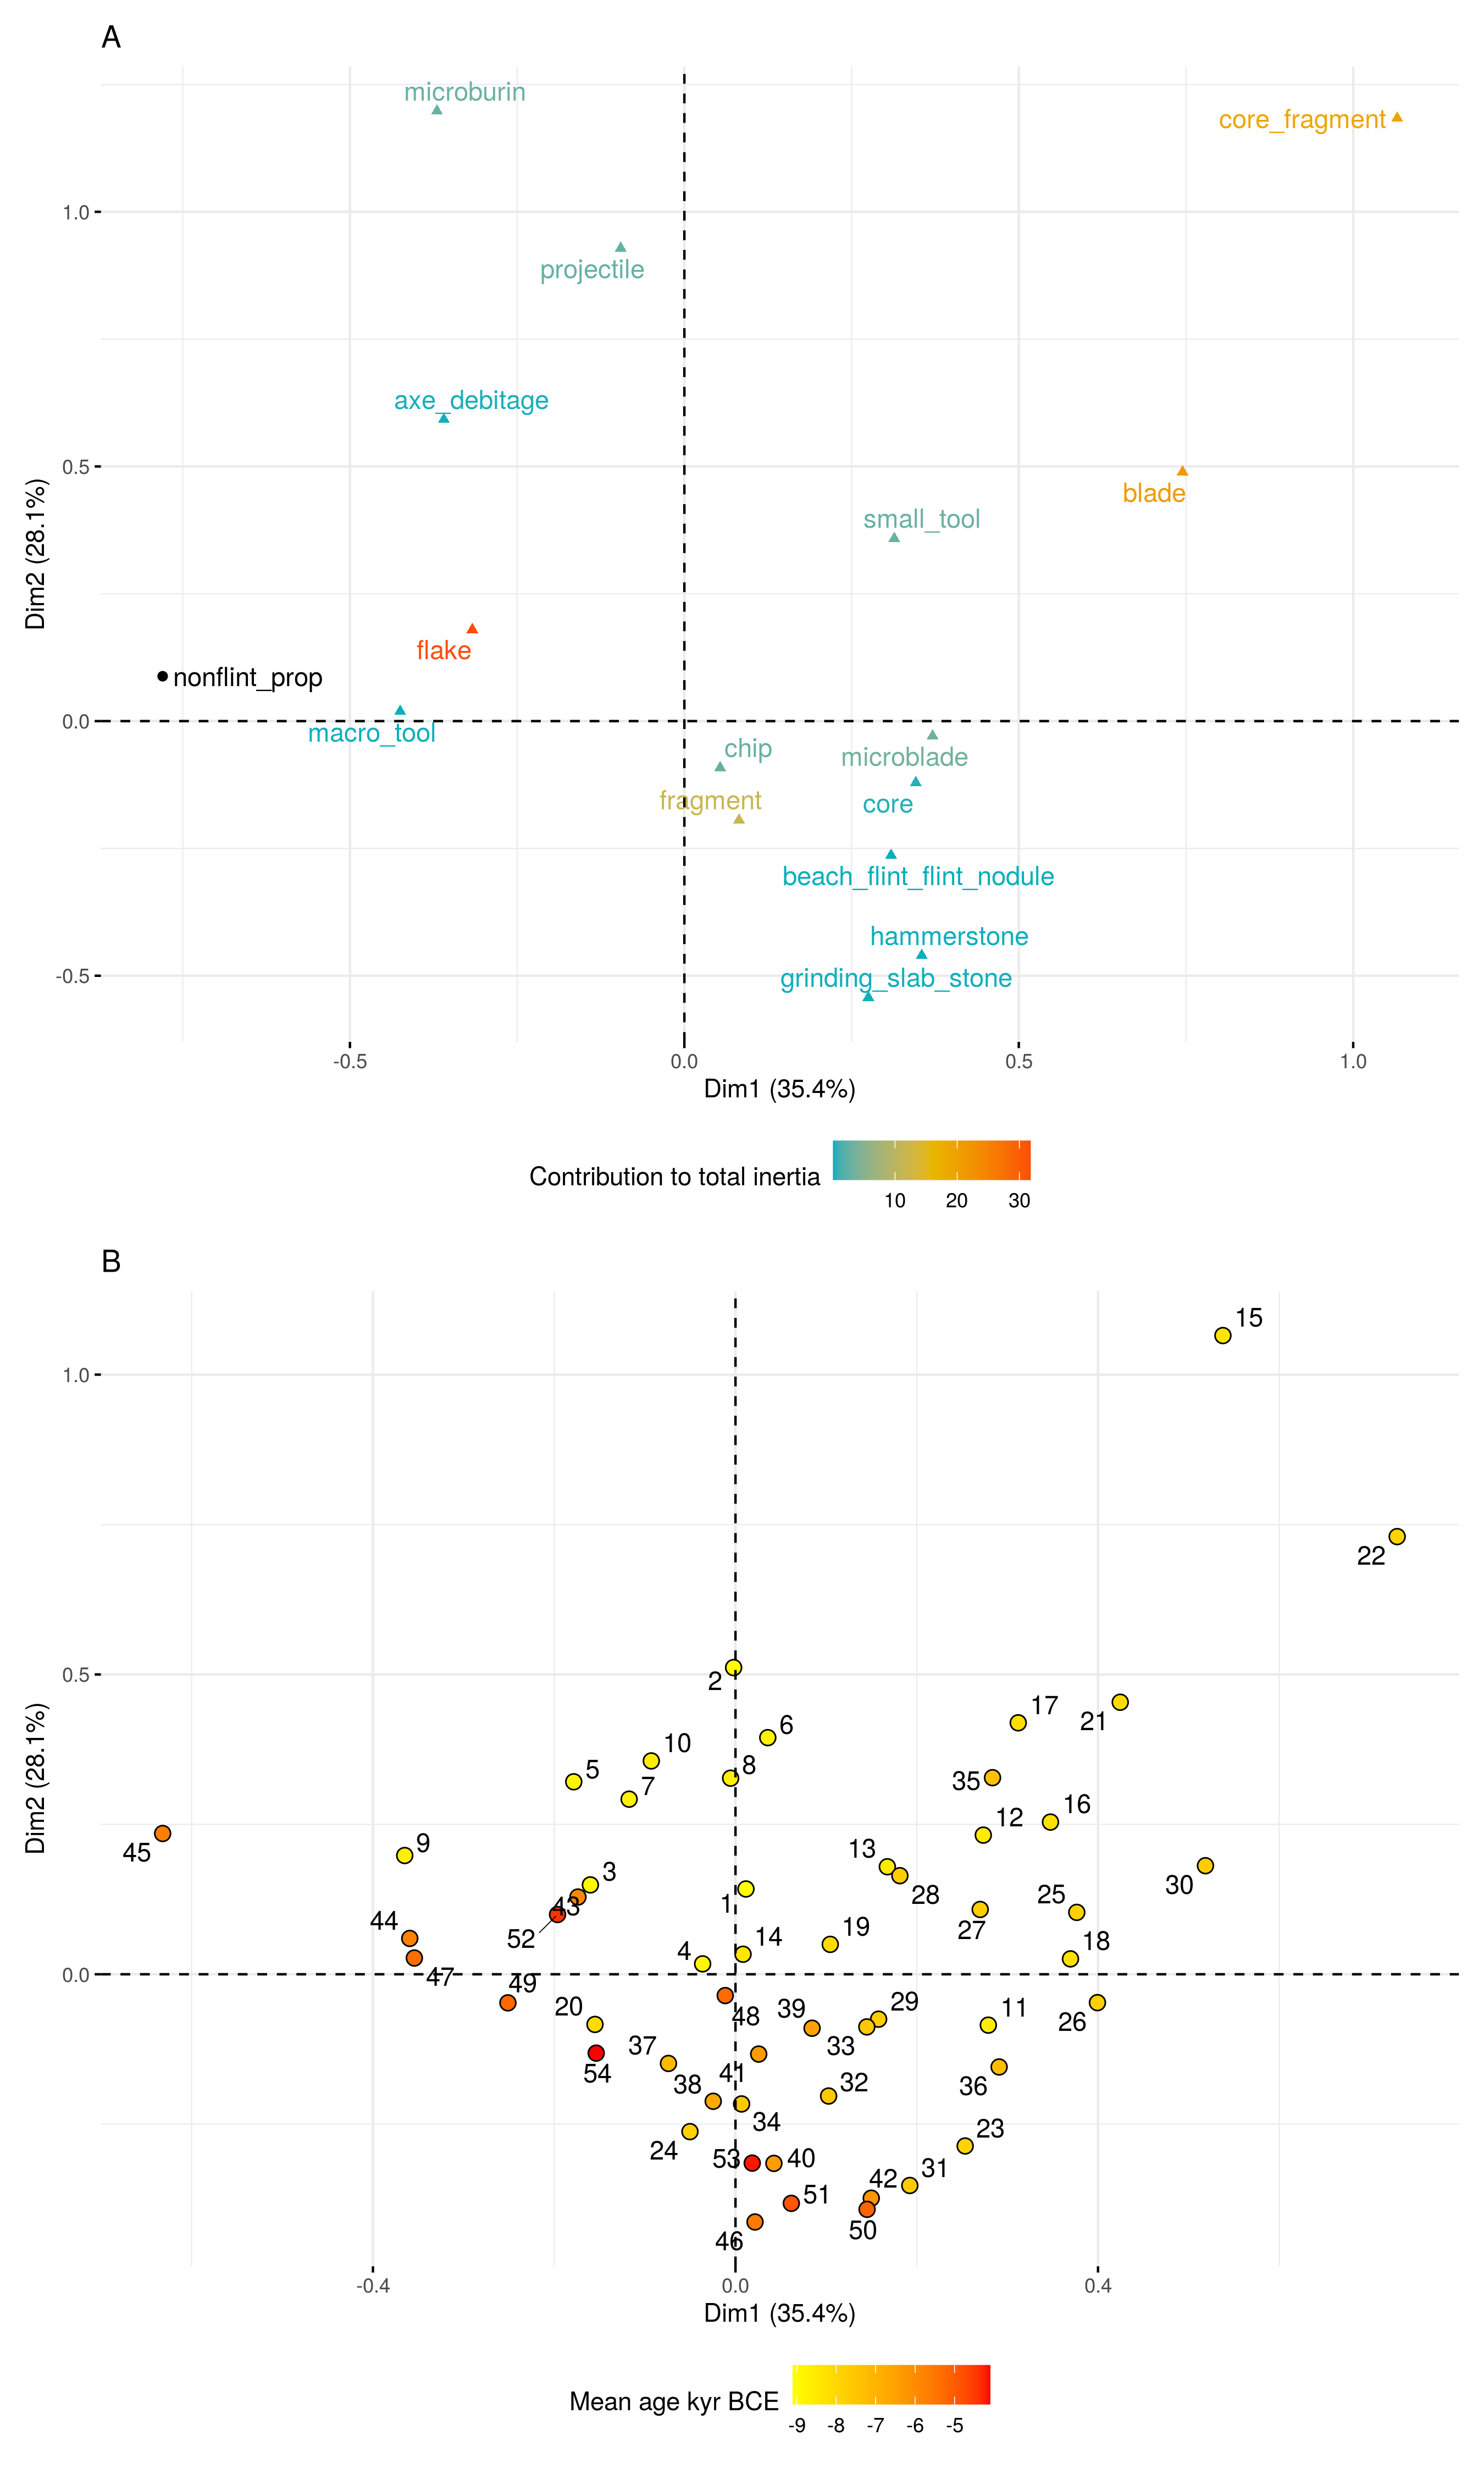 A
microburin
core_fragment
1.0
projectile
axe_debitage
0.5
blade
small_tool
flake
nonflint_prop
0.0
macro_tool
chip
microblade
fragment
core
beach_flint_flint_nodule
hammerstone
-0.5
grinding_slab_stone
Dim2 (28.1%)
-0.5 0.0 0.5 1.0
Dim1 (35.4%)
Contribution to total inertia
10 20 30
B
15
1.0
22
2
0.5
17
21
6
10
8
5
7
35
16
12
45
9
13
3
28
30
1
25
43
27
52
44
19
14
18
4
0.0
47
49
29
20
39
11
48
26
33
37
54
41
38
32
36
34
23
24
53
40
31
42
51
50
46
Dim2 (28.1%)
-0.4 0.0 0.4
Dim1 (35.4%)
Mean age kyr BCE
-9 -8 -7 -6 -5